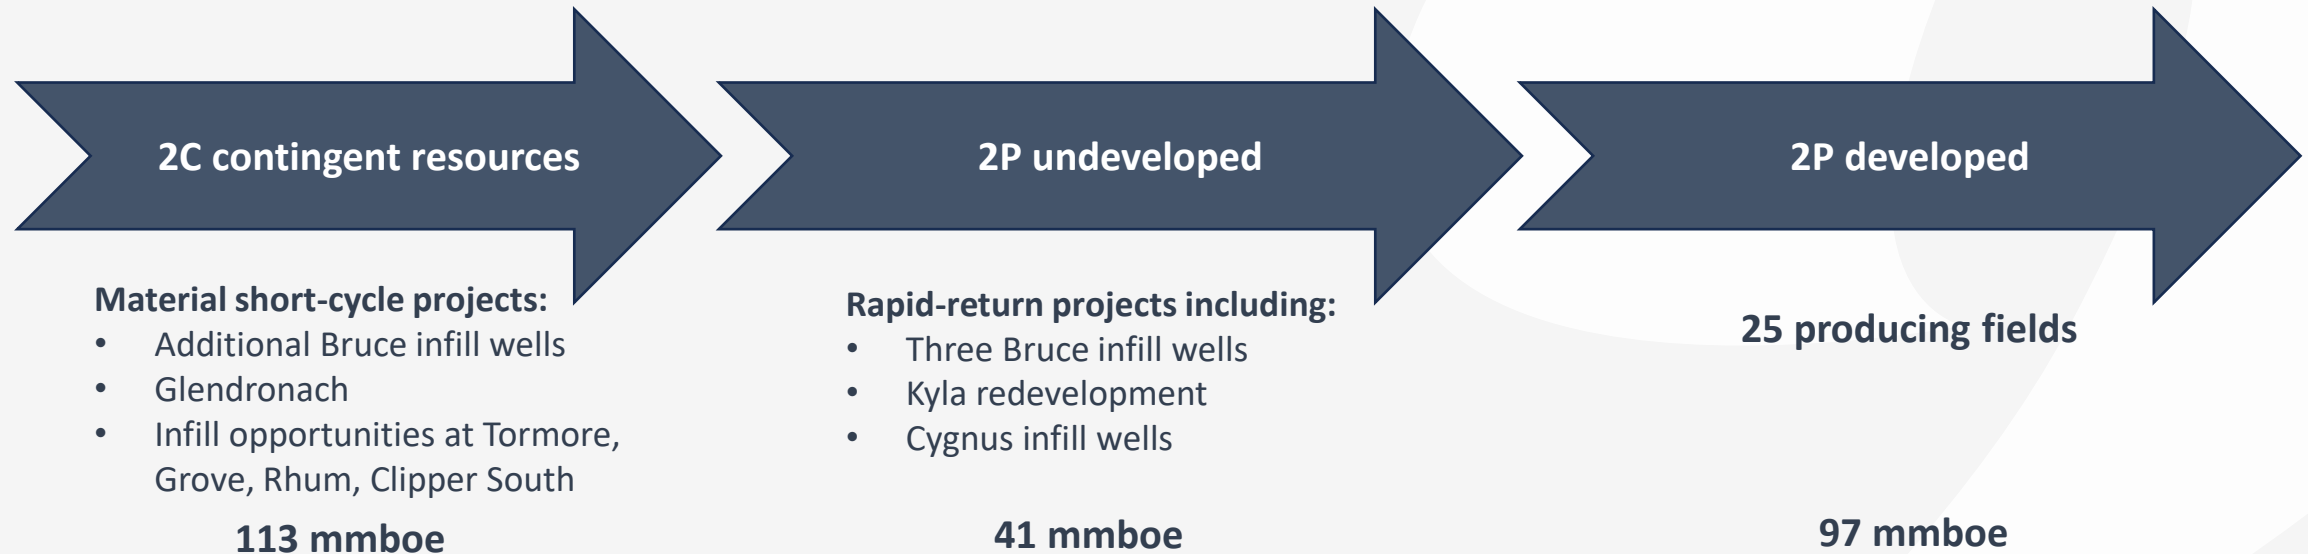 2C contingent resources
Material short-cycle projects:
• Additional Bruce infill wells
• Glendronach
• Infill opportunities at Tormore,
Grove, Rhum, Clipper South
113 mmboe
2P undeveloped
Rapid-return projects including:
• Three Bruce infill wells
• Kyla redevelopment
• Cygnus infill wells
41 mmboe
2P developed
25 producing fields
97 mmboe